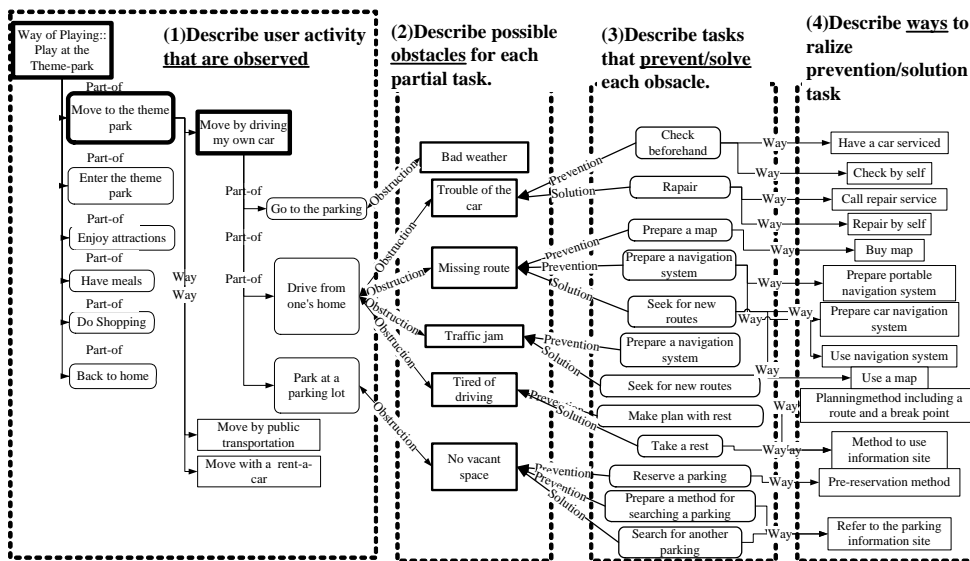 Way of Playing::
Play at the
Theme-park
(1)Describe user activity
that are observed
Part-of
Move to the theme
park
Part-of
Enter the theme
park
Part-of
Enjoy attractions
Part-of
Have meals
Part-of
Do Shopping
Part-of
Back to home
Way
Way
Move by driving
my own car
Part-of
Go to the parking
Part-of
Part-of
Drive from
one's home
Park at a
parking lot
Move by public
transportation
Move with a rent-a-
car
(2)Describe possible
obstacles for each
partial task.
Obstruction
Obstruction
Obstruction
Obstruction
Obstruction
Obstruction
Bad weather
Trouble of the
car
Missing route
Traffic jam
Tired of
driving
No vacant
space
(3)Describe tasks
that prevent/solve
each obsacle.
Prevention
Solution
Prevention
Prevention
Solution
Prevention
Solution
Prevention
Solution
Prevention
Prevention
Solution
Check
beforehand
Rapair
Prepare a map
Prepare a navigation
system
Seek for new
routes
Prepare a navigation
system
Seek for new routes
Make plan with rest
Take a rest
Reserve a parking
Prepare a method for
searching a parking
Search for another
parking
(4)Describe ways to
ralize
prevention/solution
task
Way
Way
Way
Way
Way
Way
Way
Way
Way
Way
Way
Way
Way
Way
Have a car serviced
Check by self
Call repair service
Repair by self
Buy map
Prepare portable
navigation system
Prepare car navigation
system
Use navigation system
Use a map
Planningmethod including a
route and a break point
Method to use
information site
Pre-reservation method
Refer to the parking
information site